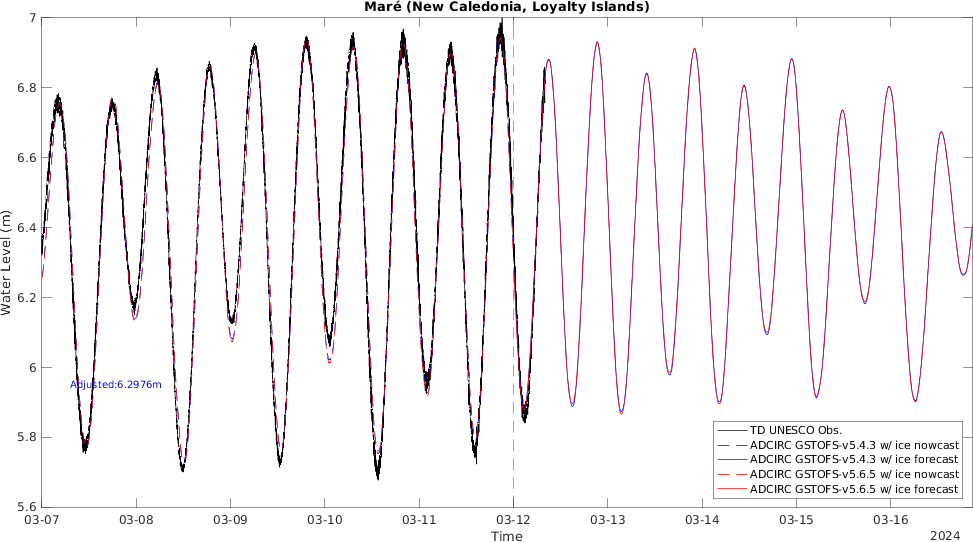 Maré (New Caledonia, Loyalty Islands)
7
6.8
6.6
6.4
6.2
6
5.8
5.6
Water Level (m)
Adjusted:6.2976m
TD UNESCO Obs.
ADCIRC GSTOFS-v5.4.3 w/ ice nowcast
ADCIRC GSTOFS-v5.4.3 w/ ice forecast
ADCIRC GSTOFS-v5.6.5 w/ ice nowcast
ADCIRC GSTOFS-v5.6.5 w/ ice forecast
03-07 03-08 03-09 03-10 03-11 03-12 03-13 03-14 03-15 03-16
Time
2024